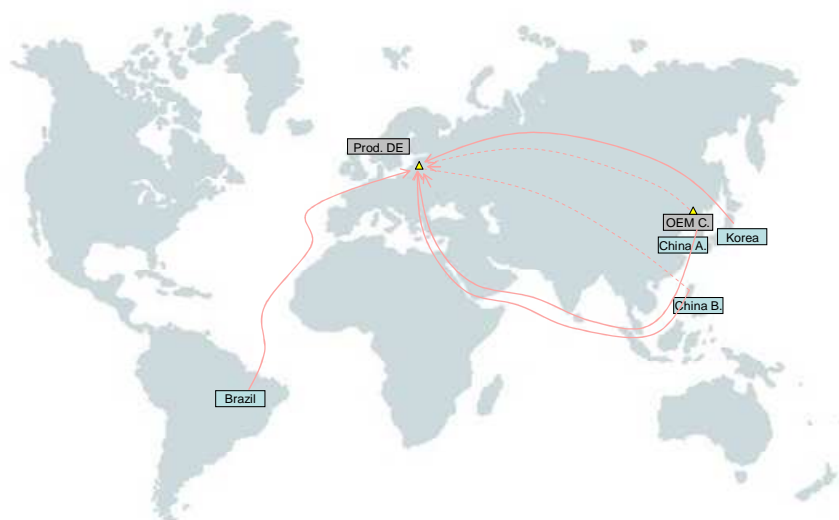 Prod. DE
OEM C.
China A.
Korea
China B.
Brazil